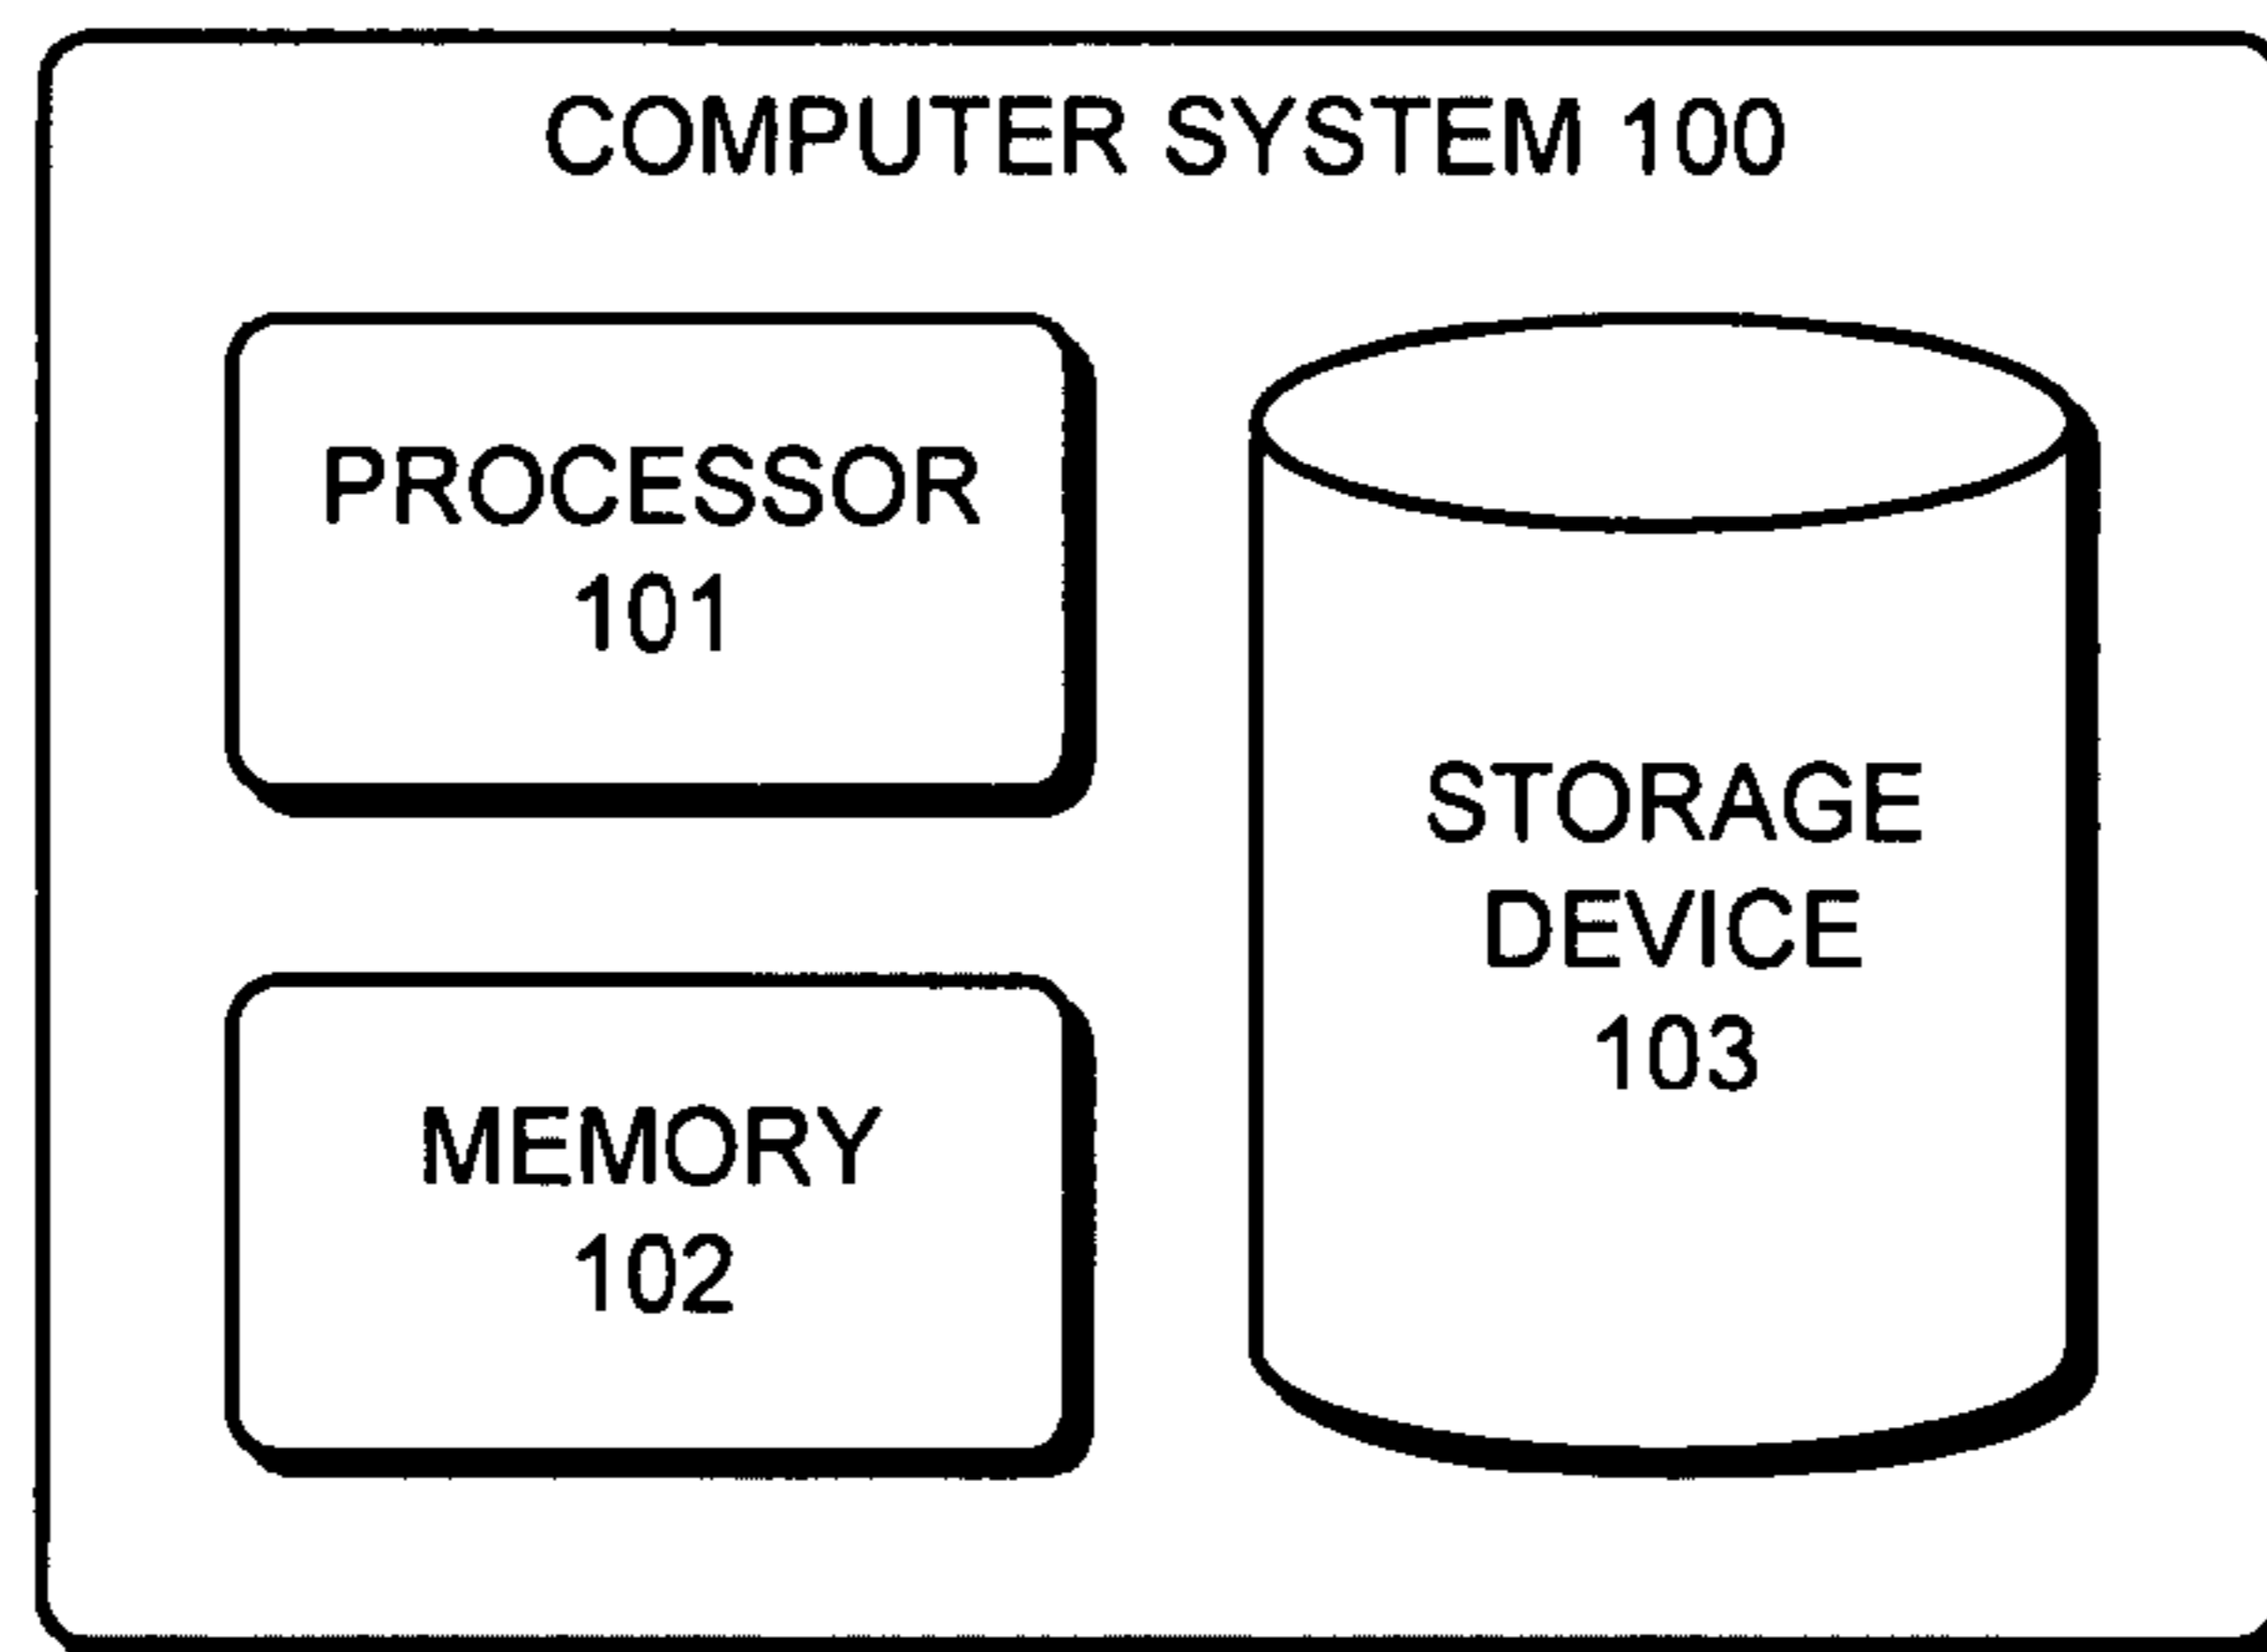 COMPUTER SYSTEM 100
PROCESSOR
101
MEMORY
102
STORAGE
DEVICE
103